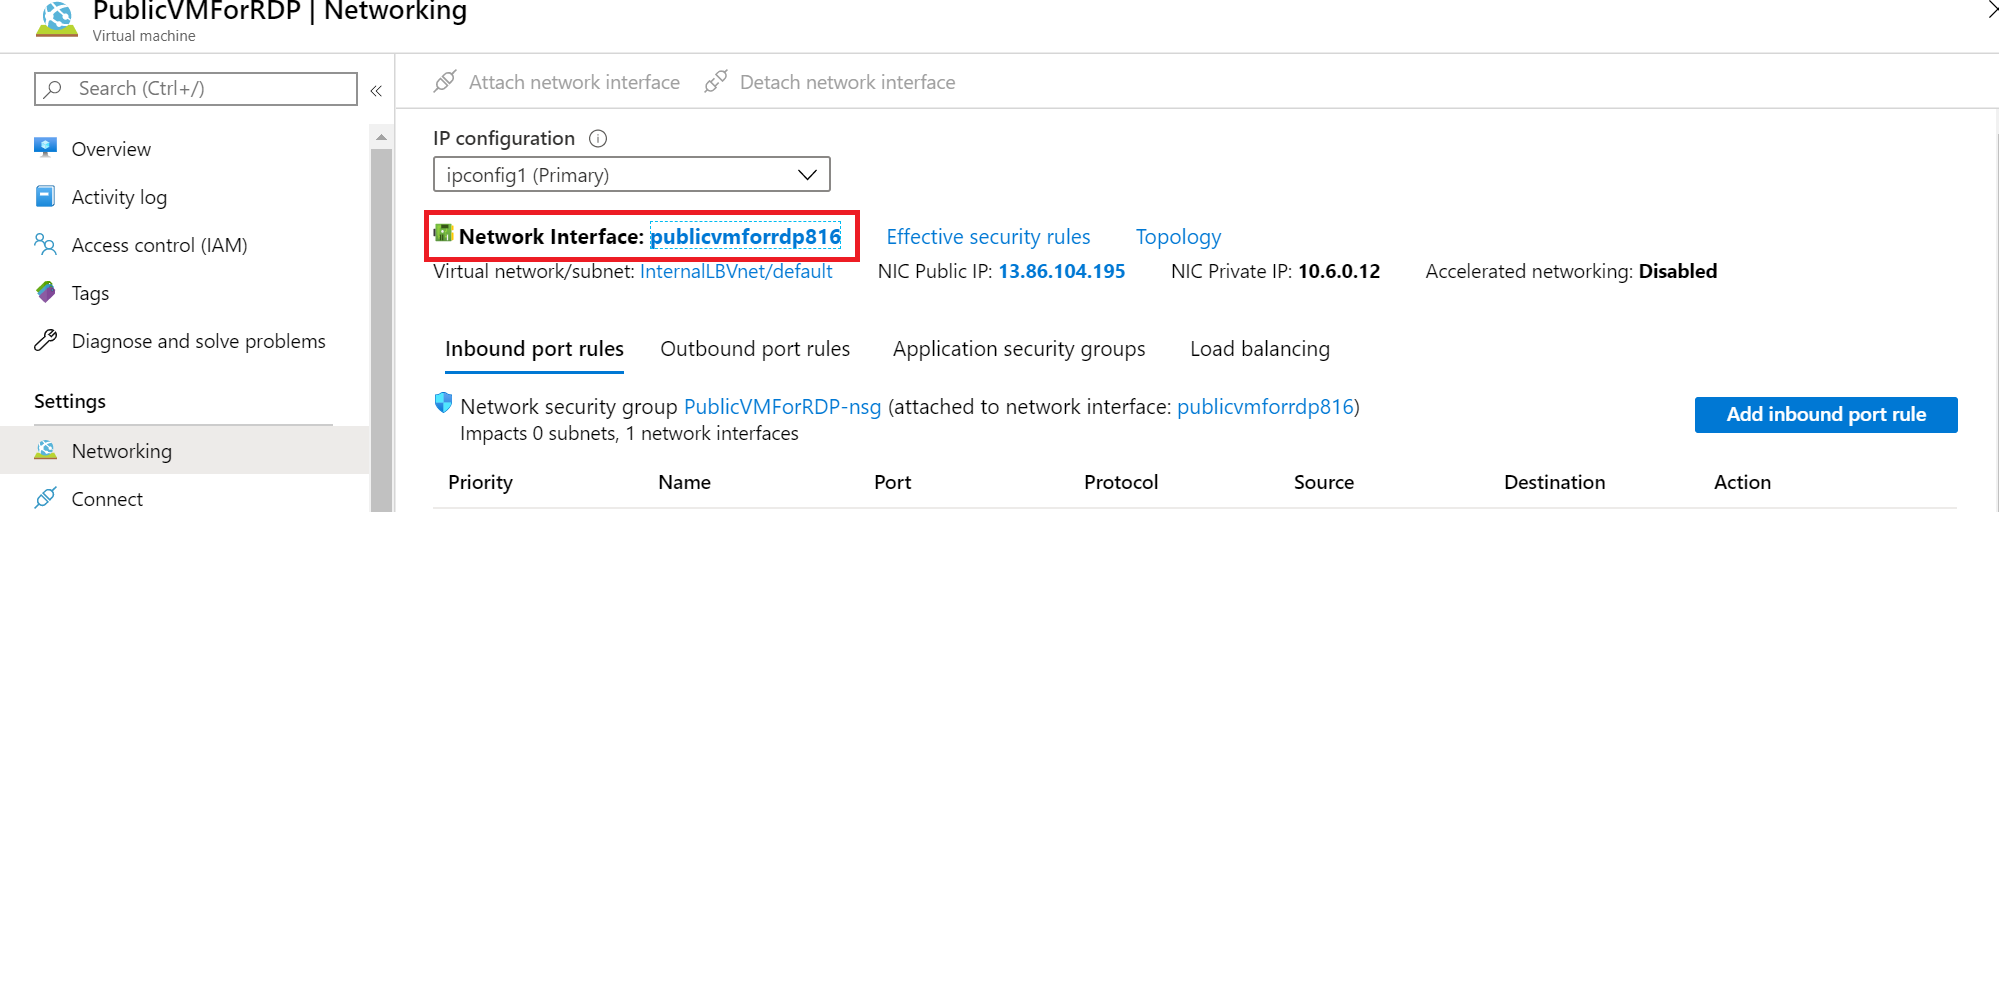 PublicVMForRDP | Networking
Virtual machine
Search (Ctrl+/)
«
Overview
Activity log
Access control (IAM)
Tags
Diagnose and solve problems
Settings
Networking
Connect
Attach network interface Detach network interface
IP configuration
ipconfig1 (Primary)
Network Interface: publicvmforrdp816 Effective security rules Topology
Virtual network/subnet: InternalLBVnet/default NIC Public IP: 13.86.104.195 NIC Private IP: 10.6.0.12 Accelerated networking: Disabled
Inbound port rules Outbound port rules Application security groups Load balancing
Network security group PublicVMForRDP-nsg (attached to network interface: publicvmforrdp816)
Impacts 0 subnets, 1 network interfaces
Add inbound port rule
Priority Name Port Protocol Source Destination Action